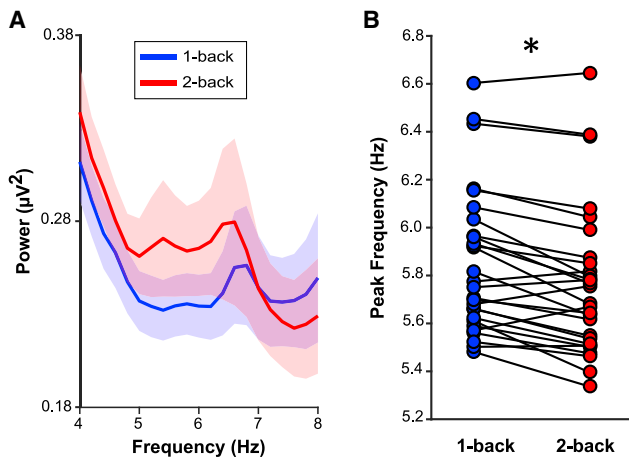 A
0.38
0.28
0.18
Power (µV²)
1-back
2-back
4
5
6
7
8
Frequency (Hz)
B
*
6.8
6.6
6.4
6.2
6.0
5.8
5.6
5.4
5.2
Peak Frequency (Hz)
1-back
2-back